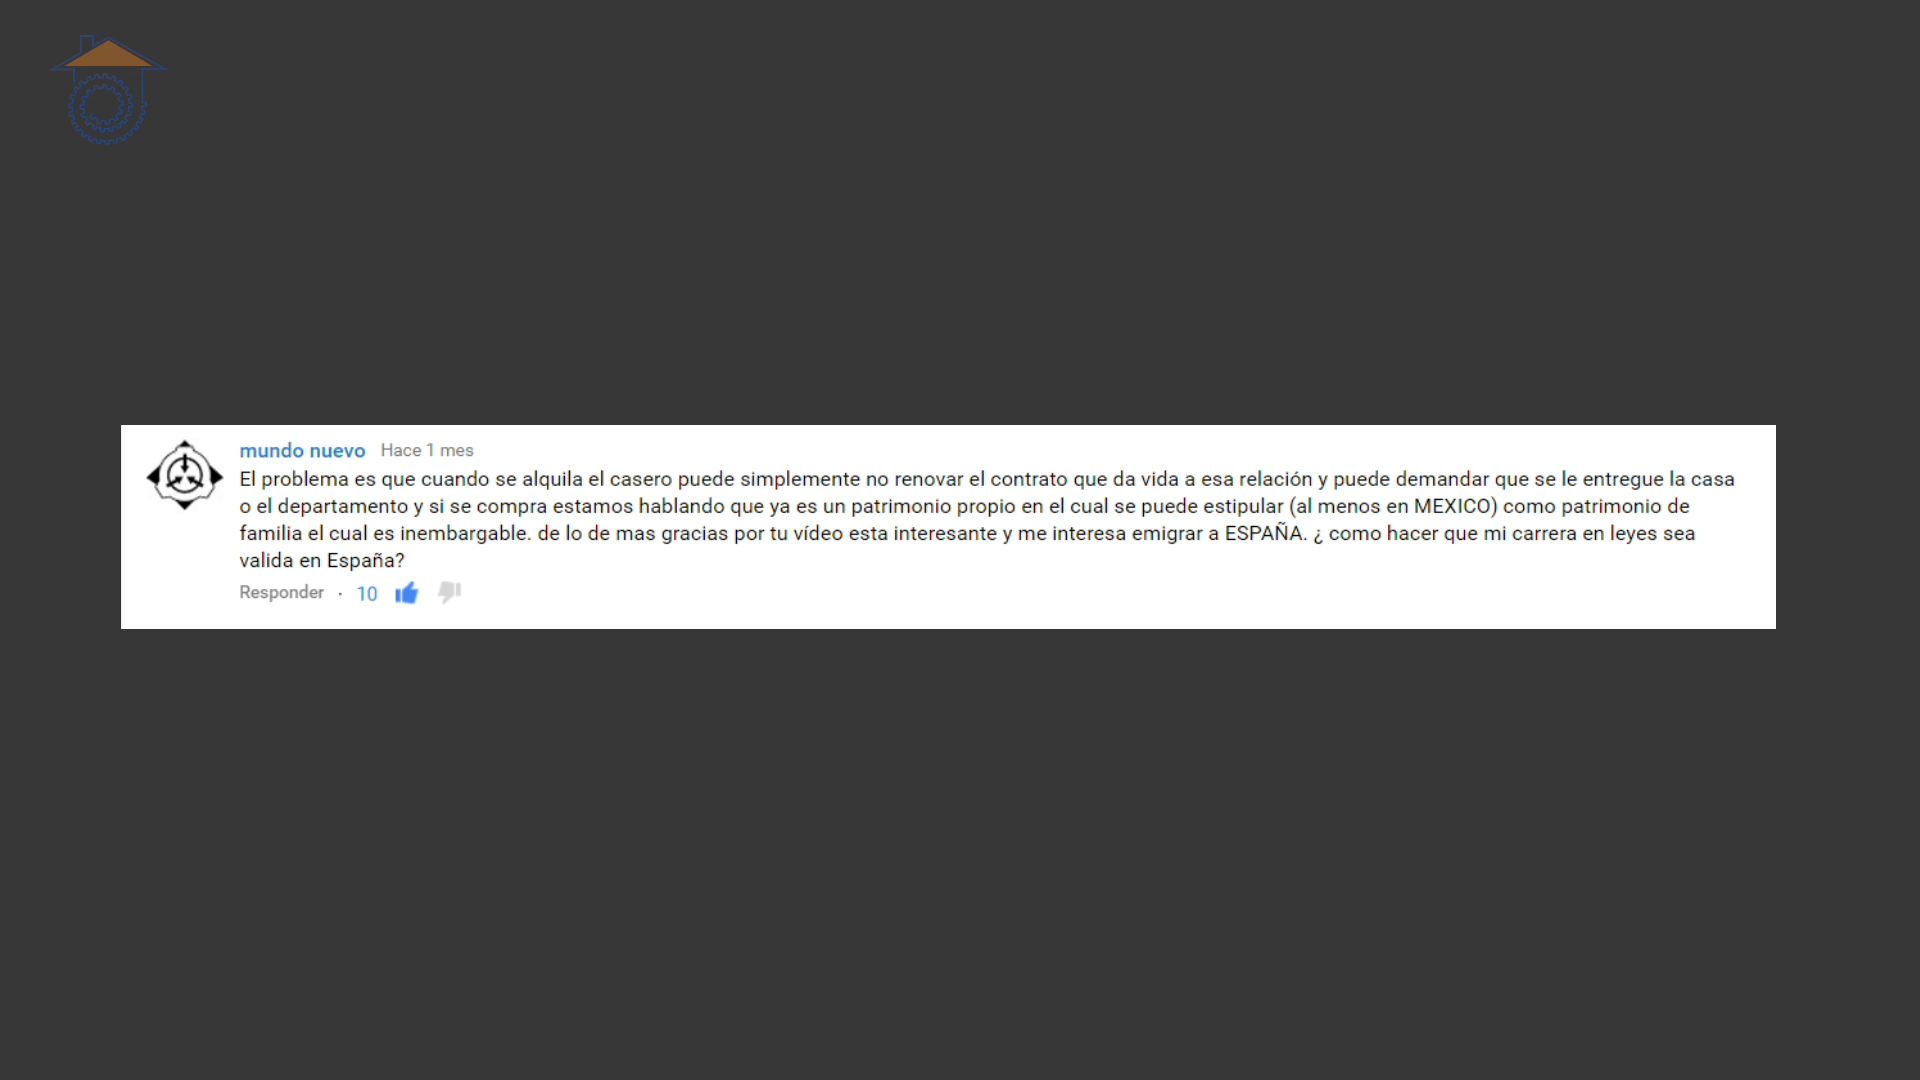 mundo nuevo Hace 1 mes
El problema es que cuando se alquila el casero puede simplemente no renovar el contrato que da vida a esa relación y puede demandar que se le entregue la casa
o el departamento y si se compra estamos hablando que ya es un patrimonio propio en el cual se puede estipular (al menos en MEXICO) como patrimonio de
familia el cual es inembargable. de lo de mas gracias por tu vídeo esta interesante y me interesa emigrar a ESPAÑA. ¿ como hacer que mi carrera en leyes sea
valida en España?
Responder · 10